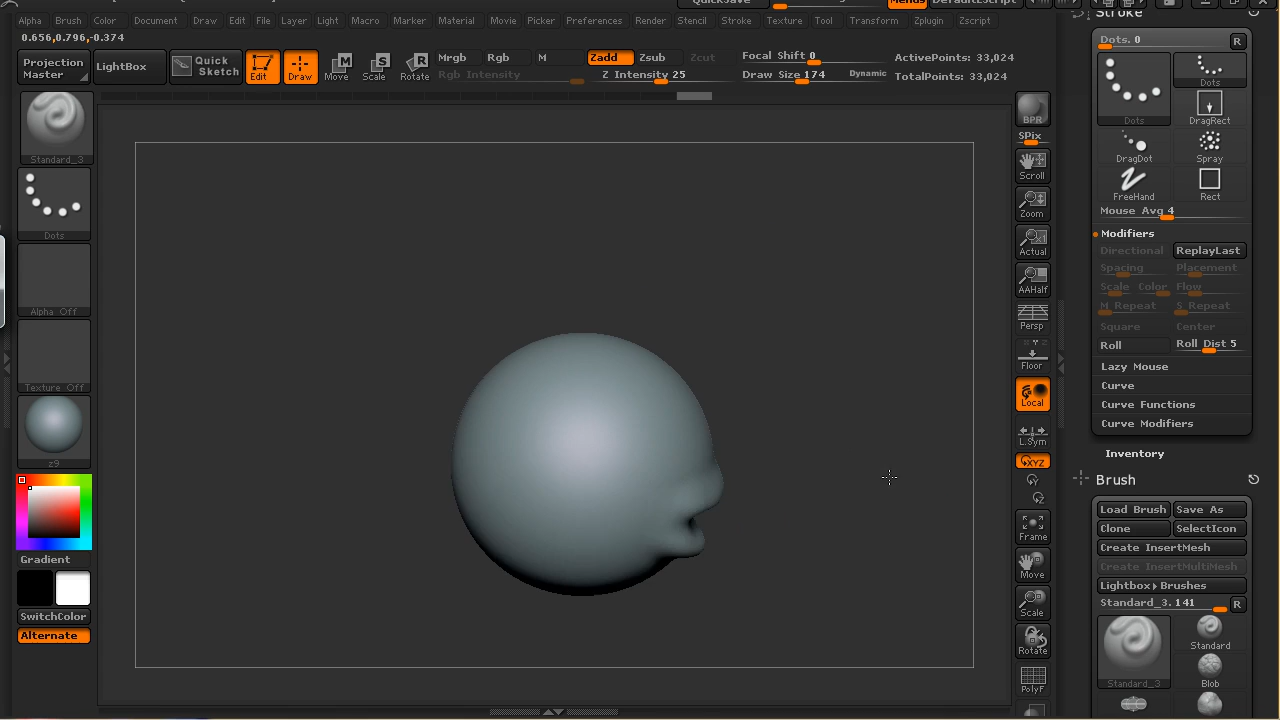 QuickSave Menus DefaultZScript
Alpha Brush Color Document Draw Edit File Layer Light Macro Marker Material Movie Picker Preferences Render Stencil Stroke Texture Tool Transform Zplugin Zscript
Stroke
0.656,0.796,-0.374
Projection Master
LightBox
Quick Sketch
Edit
Draw
Move
Scale
Rotate
Mrgb Rgb M
Rgb Intensity
Zadd Zsub Zcut
Z Intensity 25
Focal Shift 0
Draw Size 174 Dynamic
ActivePoints: 33,024
TotalPoints: 33,024
Standard_3
Dots
Alpha Off
Texture Off
z9
Gradient
SwitchColor
Alternate
BPR
SPix
Scroll
Zoom
Actual
AAHalf
Persp
Floor
Local
L.Sym
XYZ
Y
Z
Frame
Move
Scale
Rotate
PolyF
Dots. 0 R
Dots
Dots
DragRect
DragDot Spray
FreeHand Rect
Mouse Avg 4
Modifiers
Directional ReplayLast
Spacing Placement
Scale Color Flow
M Repeat S Repeat
Square Center
Roll Roll Dist 5
Lazy Mouse
Curve
Curve Functions
Curve Modifiers
Inventory
Brush
Load Brush Save As
Clone SelectIcon
Create InsertMesh
Create InsertMultiMesh
Lightbox▸Brushes
Standard_3. 141 R
Standard_3
Standard
Blob